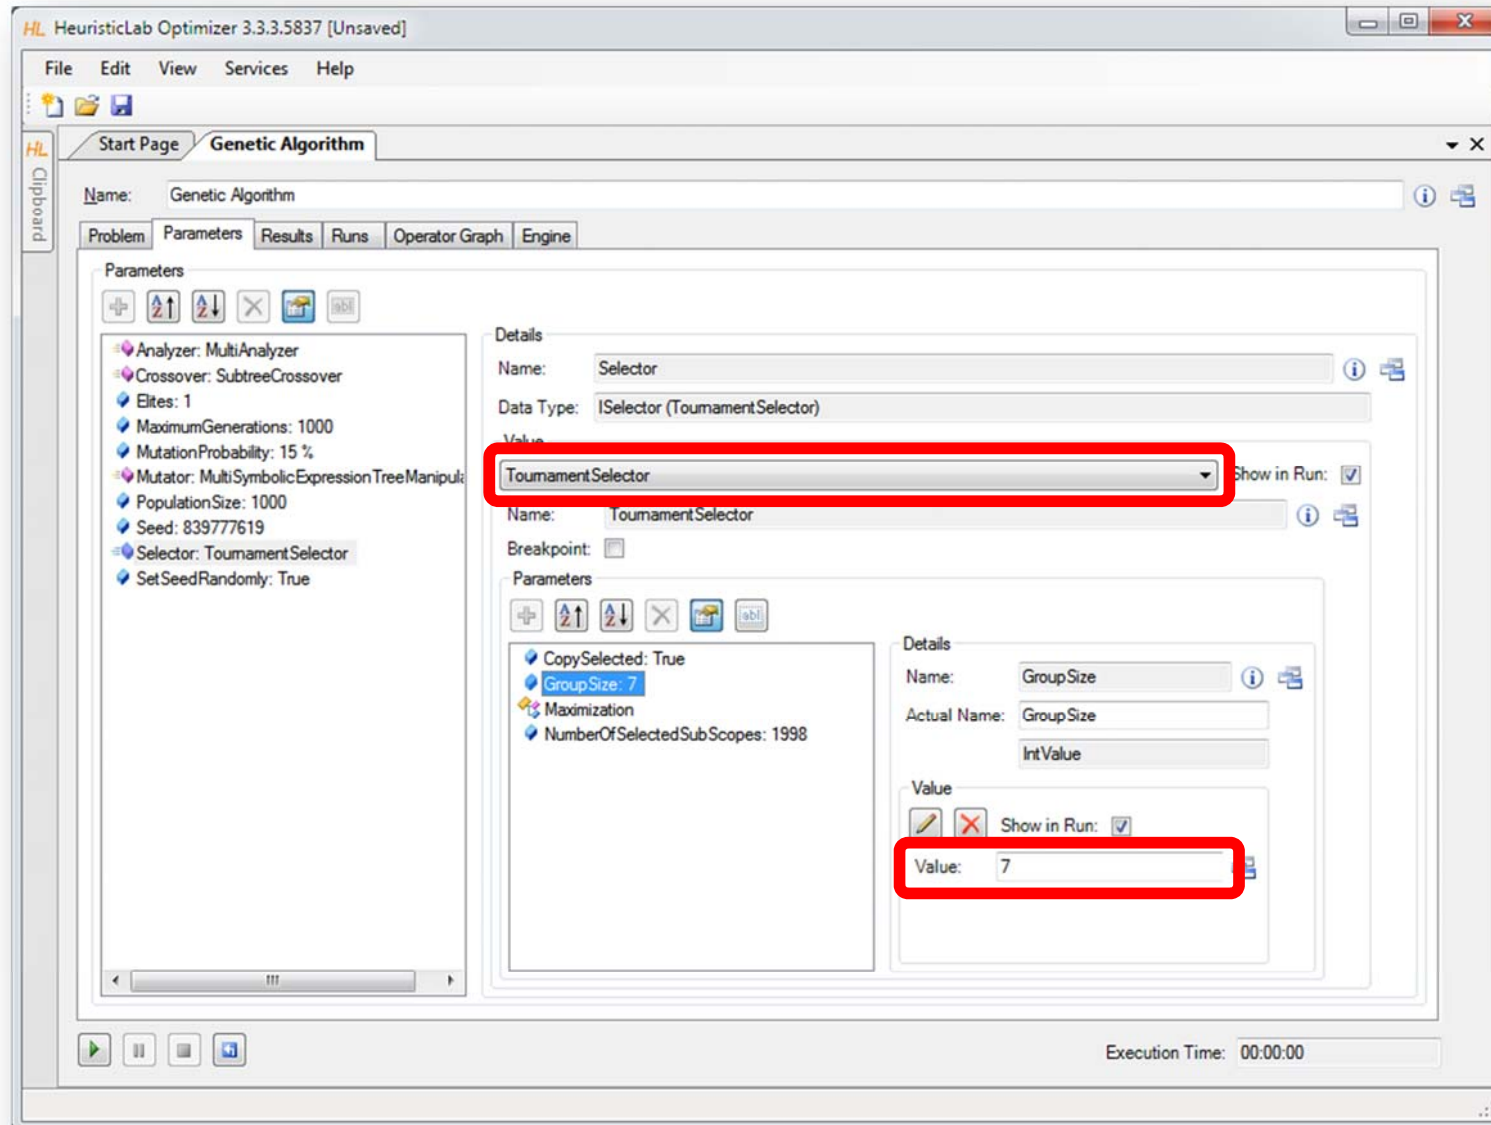 HL HeuristicLab Optimizer 3.3.3.5837 [Unsaved]
File Edit View Services Help
HL Clipboard
Start Page Genetic Algorithm
Name: Genetic Algorithm
Problem Parameters Results Runs Operator Graph Engine
Parameters
Analyzer: MultiAnalyzer
Crossover: SubtreeCrossover
Elites: 1
MaximumGenerations: 1000
MutationProbability: 15 %
Mutator: MultiSymbolicExpressionTreeManipula
PopulationSize: 1000
Seed: 839777619
Selector: TournamentSelector
SetSeedRandomly: True
Details
Name: Selector
Data Type: ISelector (TournamentSelector)
Value
TournamentSelector Show in Run:
Name: TournamentSelector
Breakpoint:
Parameters
CopySelected: True
GroupSize: 7
Maximization
NumberOfSelectedSubScopes: 1998
Details
Name: GroupSize
Actual Name: GroupSize
IntValue
Value
Show in Run:
Value: 7
Execution Time: 00:00:00